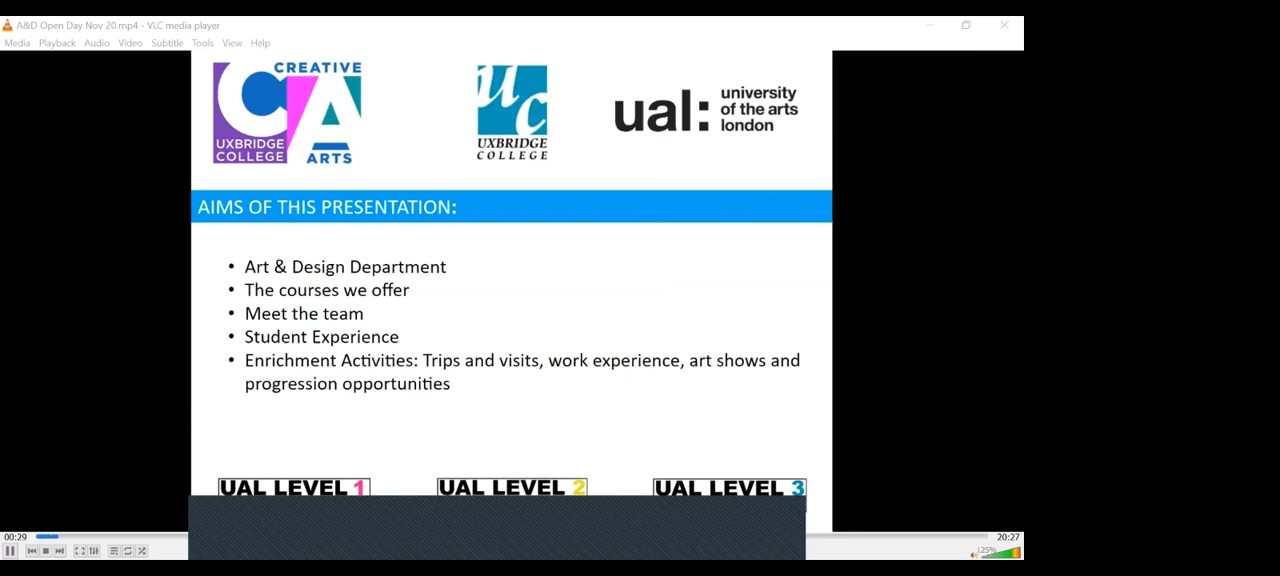 A&D Open Day Nov 20.mp4 - VLC media player
Media Playback Audio Video Subtitle Tools View Help
CREATIVE
CA
UXBRIDGE
COLLEGE
ARTS
uc
UXBRIDGE
COLLEGE
ual:
university
of the arts
london
AIMS OF THIS PRESENTATION:
• Art & Design Department
• The courses we offer
• Meet the team
• Student Experience
• Enrichment Activities: Trips and visits, work experience, art shows and
progression opportunities
UAL LEVEL 1 UAL LEVEL 2 UAL LEVEL 3
00:29 20:27
125%